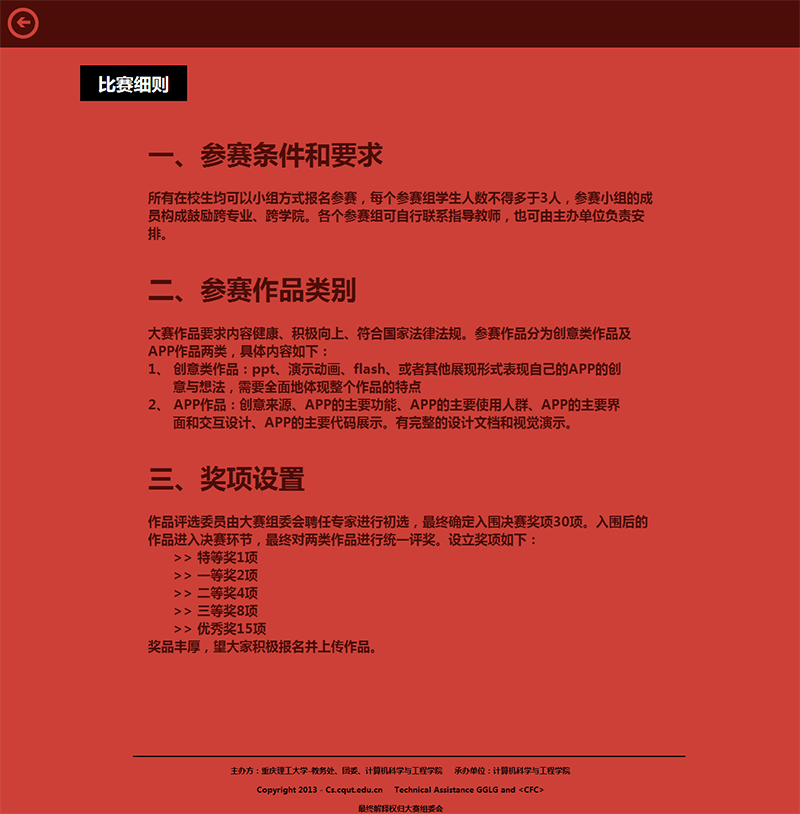 比赛细则
一、参赛条件和要求
所有在校生均可以小组方式报名参赛，每个参赛组学生人数不得多于3人，参赛小组的成
员构成鼓励跨专业、跨学院。各个参赛组可自行联系指导教师，也可由主办单位负责安
排。
二、参赛作品类别
大赛作品要求内容健康、积极向上、符合国家法律法规。参赛作品分为创意类作品及
APP作品两类，具体内容如下：
1、 创意类作品：ppt、演示动画、flash、或者其他展现形式表现自己的APP的创
意与想法，需要全面地体现整个作品的特点
2、 APP作品：创意来源、APP的主要功能、APP的主要使用人群、APP的主要界
面和交互设计、APP的主要代码展示。有完整的设计文档和视觉演示。
三、奖项设置
作品评选委员由大赛组委会聘任专家进行初选，最终确定入围决赛奖项30项。入围后的
作品进入决赛环节，最终对两类作品进行统一评奖。设立奖项如下：
>> 特等奖1项
>> 一等奖2项
>> 二等奖4项
>> 三等奖8项
>> 优秀奖15项
奖品丰厚，望大家积极报名并上传作品。
主办方：重庆理工大学-教务处、团委、计算机科学与工程学院 承办单位：计算机科学与工程学院
Copyright 2013 - Cs.cqut.edu.cn Technical Assistance GGLG and <CFC>
最终解释权归大赛组委会